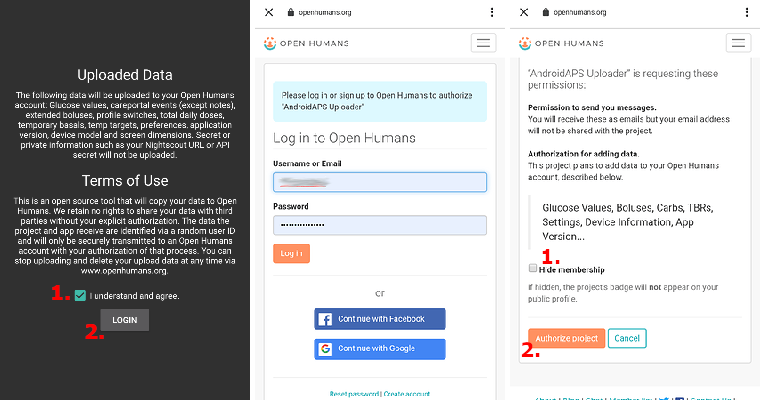 Uploaded Data
The following data will be uploaded to your Open Humans
account: Glucose values, careportal events (except notes),
extended boluses, profile switches, total daily doses,
temporary basals, temp targets, preferences, application
version, device model and screen dimensions. Secret or
private information such as your Nightscout URL or API
secret will not be uploaded.
Terms of Use
This is an open source tool that will copy your data to Open
Humans. We retain no rights to share your data with third
parties without your explicit authorization. The data the
project and app receive are identified via a random user ID
and will only be securely transmitted to an Open Humans
account with your authorization of that process. You can
stop uploading and delete your upload data at any time via
www.openhumans.org.
1.
I understand and agree.
LOGIN
2.
openhumans.org
OPEN HUMANS
Please log in or sign up to Open Humans to authorize
"AndroidAPS Uploader"
Log in to Open Humans
Username or Email
Password
Log in
or
Continue with Facebook
Continue with Google
Reset password | Create account
openhumans.org
OPEN HUMANS
"AndroidAPS Uploader" is requesting these
permissions:
Permission to send you messages.
You will receive these as emails but your email address
will not be shared with the project.
Authorization for adding data.
This project plans to add data to your Open Humans
account, described below.
Glucose Values, Boluses, Carbs, TBRs,
Settings, Device Information, App
Version...
1.
Hide membership
If hidden, the projects badge will not appear on your
public profile.
Authorize project
Cancel
2.